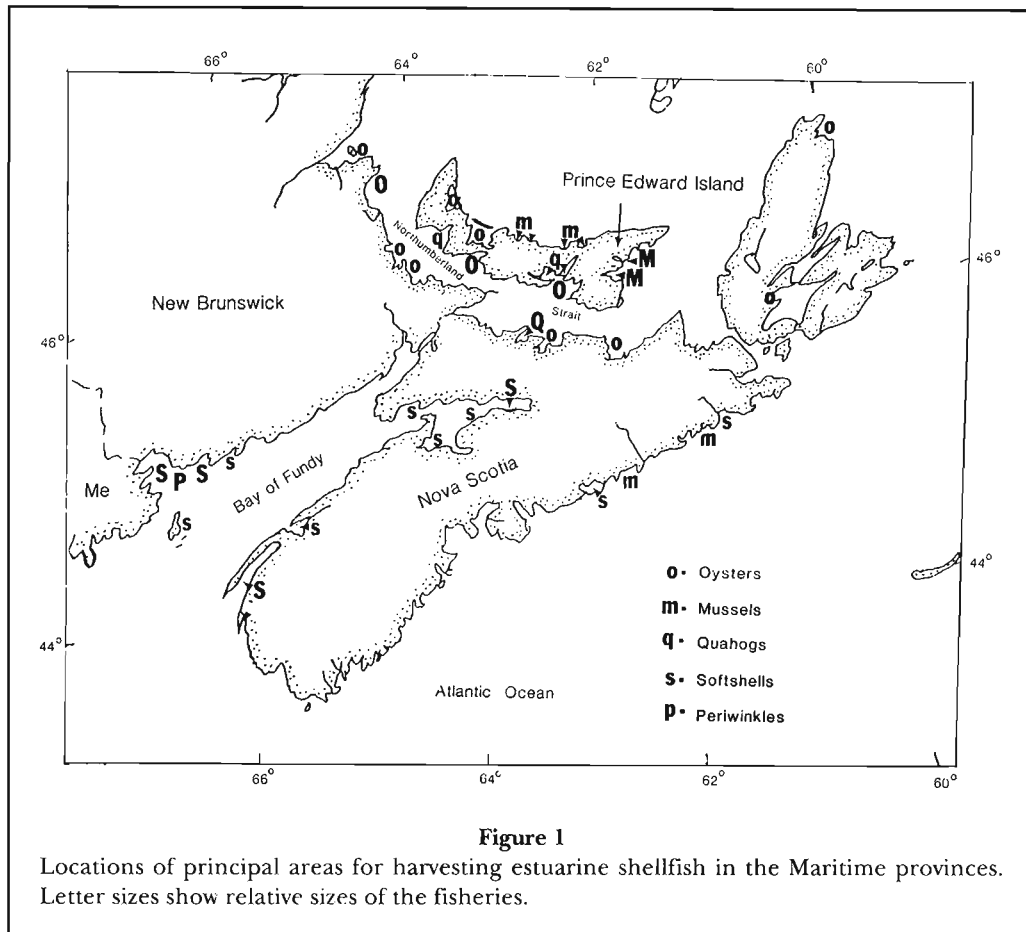 66° 64° 62° 60°
o
o
O
Prince Edward Island
o
m m
q o
Northumberland
q
M
O
46°
o
M
o
O
o
New Brunswick
Strait
Q
o o
46°
S
s s
s
s
m
s
S P S
Bay of Fundy
Nova Scotia
m
Me
s
s
s
44°
o · Oysters
S
m · Mussels
q · Quahogs
44°
s · Softshells
Atlantic Ocean
p · Periwinkles
66° 64° 62° 60°
Figure 1
Locations of principal areas for harvesting estuarine shellfish in the Maritime provinces.
Letter sizes show relative sizes of the fisheries.